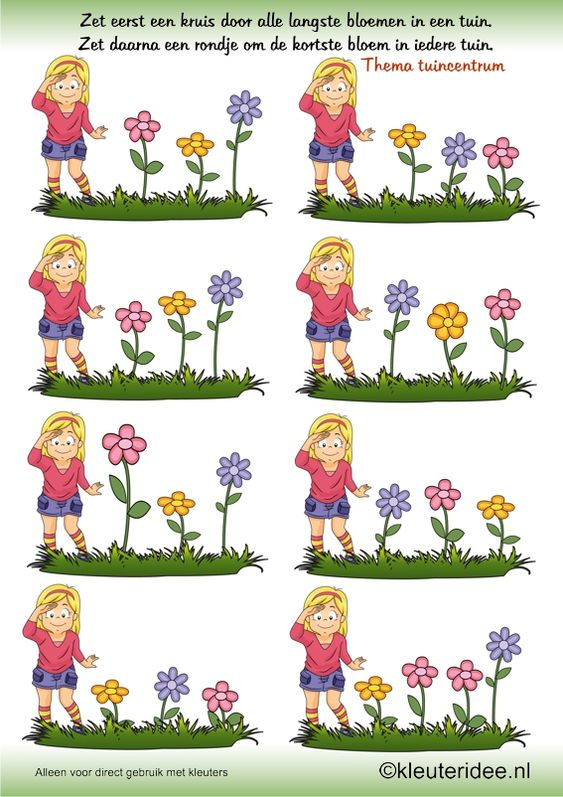 Zet eerst een kruis door alle langste bloemen in een tuin.
Zet daarna een rondje om de kortste bloem in iedere tuin.
Thema tuincentrum
Alleen voor direct gebruik met kleuters
©kleuteridee.nl